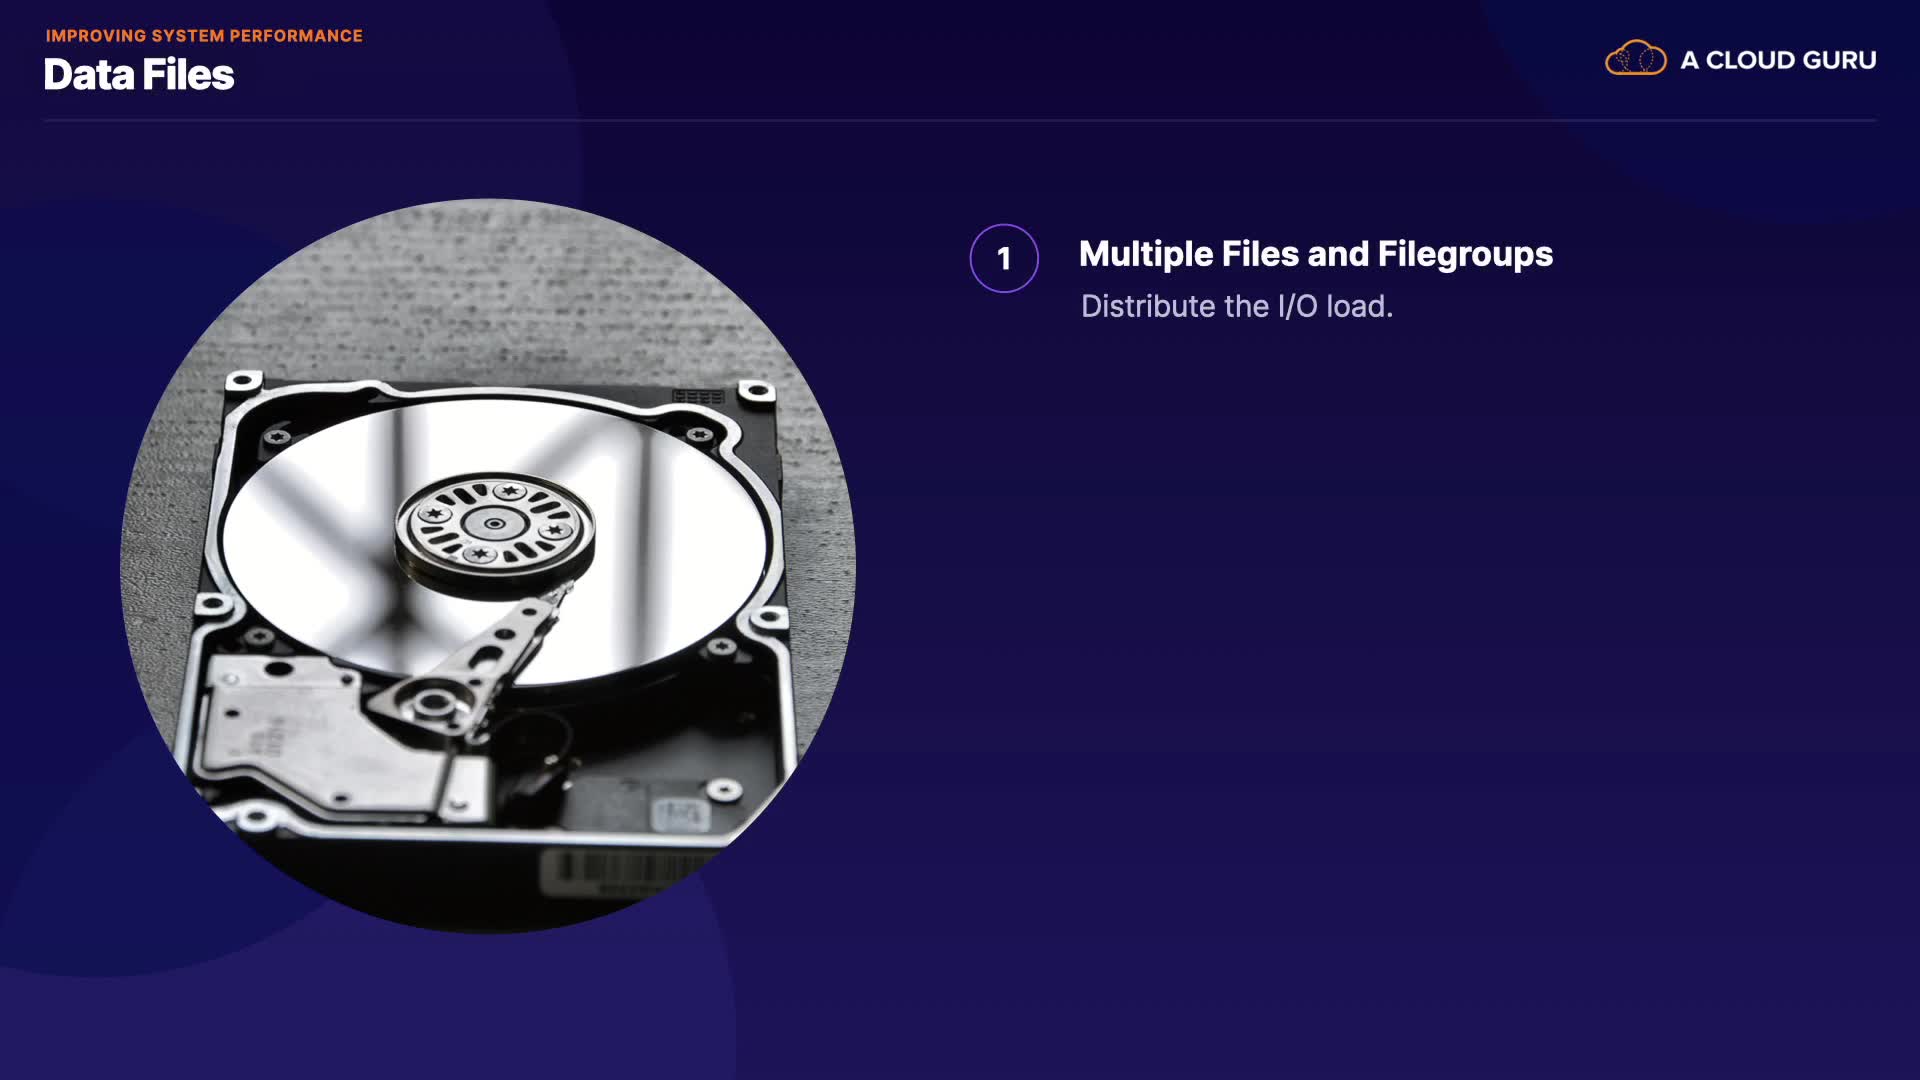 IMPROVING SYSTEM PERFORMANCE
Data Files
A CLOUD GURU
1
Multiple Files and Filegroups
Distribute the I/O load.